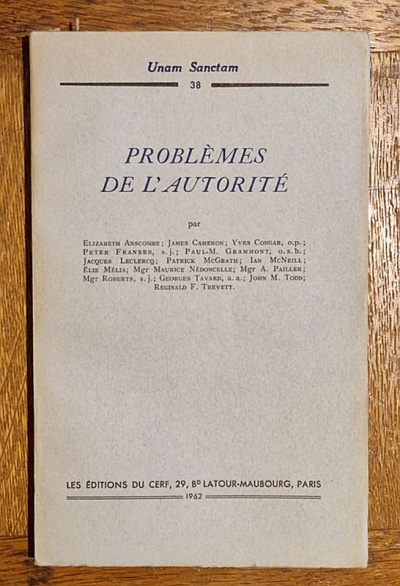 Unam Sanctam
38
PROBLÈMES
DE L'AUTORITÉ
par
Elizabeth Anscombe; James Cameron; Yves Congar, o.p.;
Peter Fransen, s.j.; Paul-M. Grammont, o.s.b.;
Jacques Leclercq; Patrick McGrath; Ian McNeill;
Élie Mélia; Mgr Maurice Nédoncelle; Mgr A. Pailler;
Mgr Roberts, s.j.; Georges Tavard, a.a.; John M. Todd;
Reginald F. Trevett.
LES ÉDITIONS DU CERF, 29, Bᴅ LATOUR-MAUBOURG, PARIS
1962